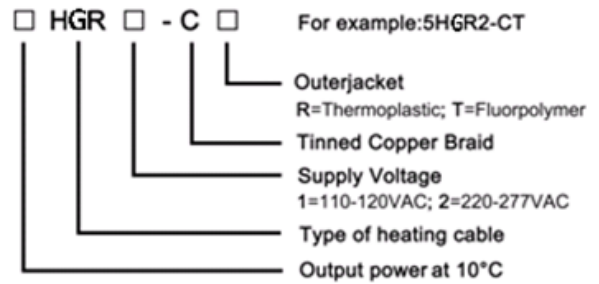 □ HGR □ - C □ For example:5HGR2-CT
Outerjacket
R=Thermoplastic; T=Fluorpolymer
Tinned Copper Braid
Supply Voltage
1=110-120VAC; 2=220-277VAC
Type of heating cable
Output power at 10°C